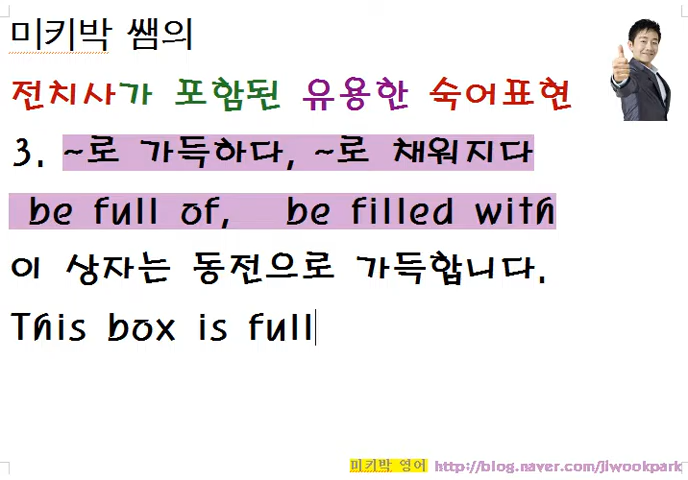 미키박 쌤의
전치사가 포함된 유용한 숙어표현
3. ~로 가득하다, ~로 채워지다
be full of, be filled with
이 상자는 동전으로 가득합니다.
This box is full
미키박 영어 http://blog.naver.com/jiwookpark